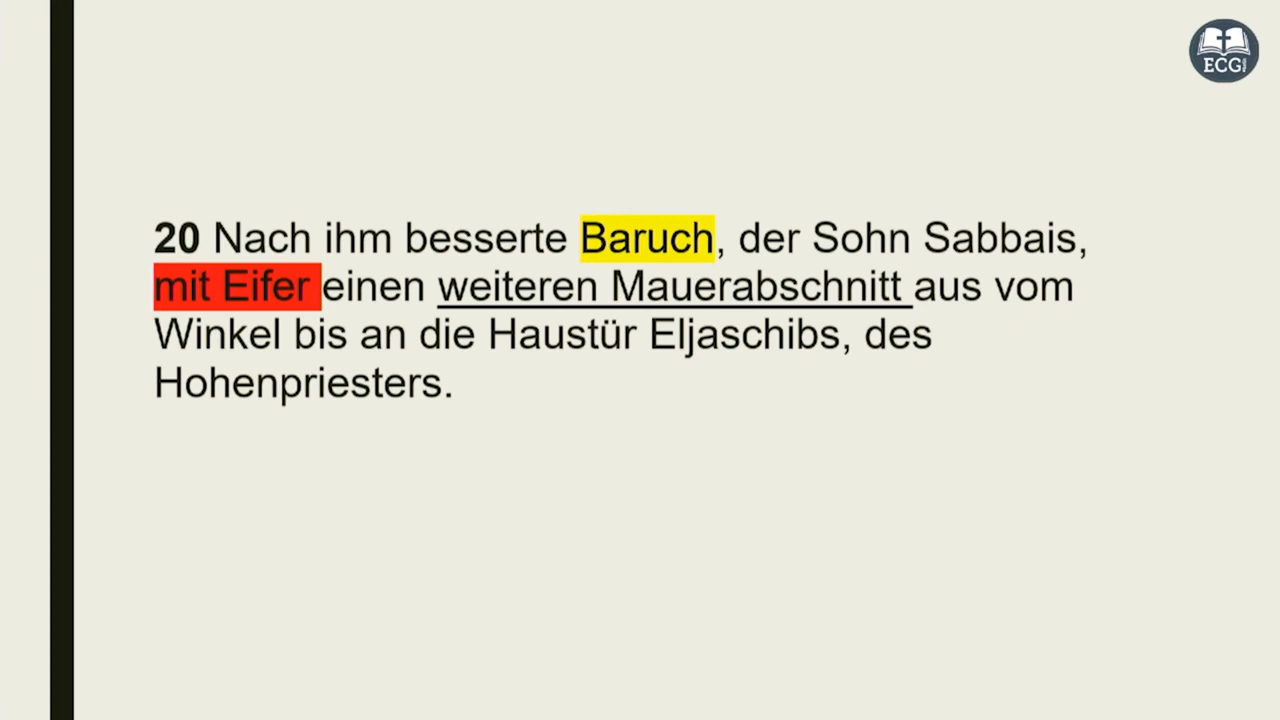 ECG
20 Nach ihm besserte Baruch, der Sohn Sabbais,
mit Eifer einen weiteren Mauerabschnitt aus vom
Winkel bis an die Haustür Eljaschibs, des
Hohenpriesters.